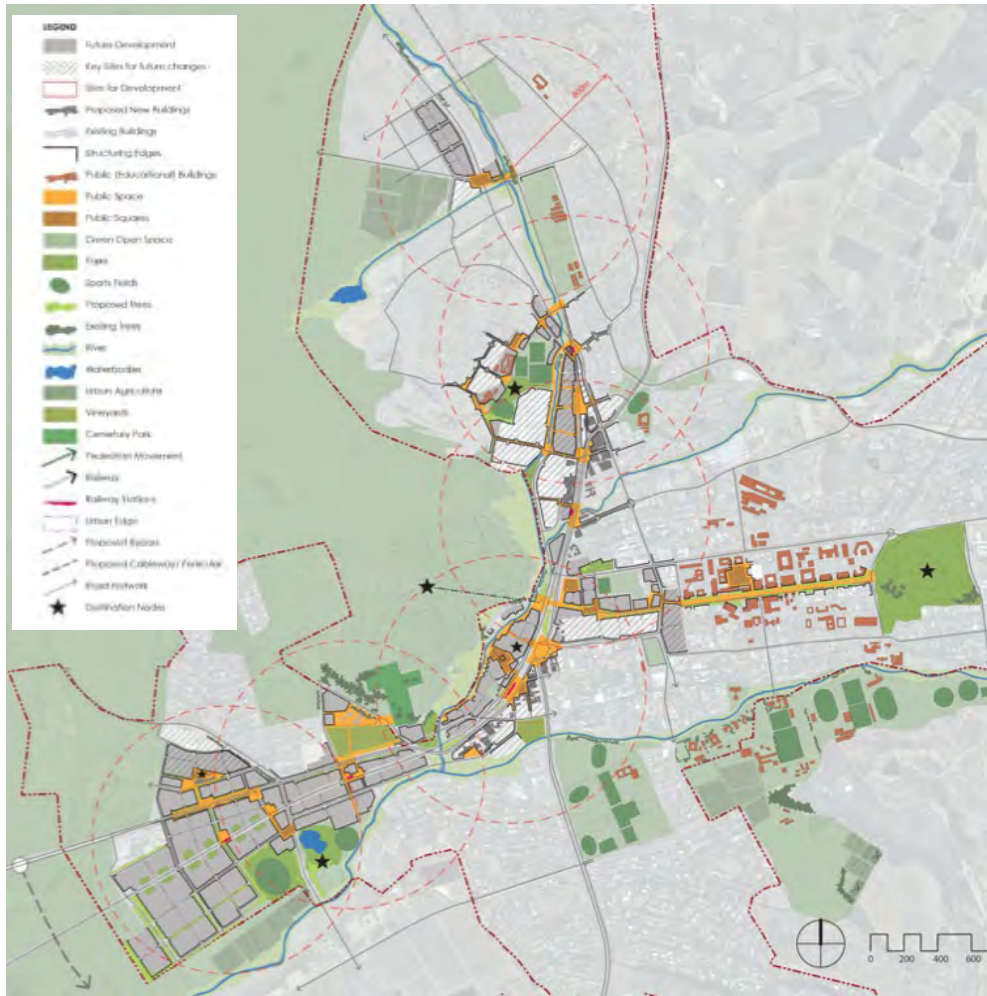 LEGEND
Future Development
Key Sites for future changes
Sites for Development
Proposed New Buildings
Existing Buildings
Structuring Edges
Public (Educational) Buildings
Public Space
Public Squares
Green Open Space
Parks
Sports Fields
Proposed Trees
Existing Trees
River
Waterbodies
Urban Agriculture
Vineyards
Cemetery Park
Pedestrian Movement
Railway
Railway Stations
Urban Edge
Proposed Bypass
Proposed Cableway/ Funicular
Road Network
Destination Nodes
800m
0 200 400 600